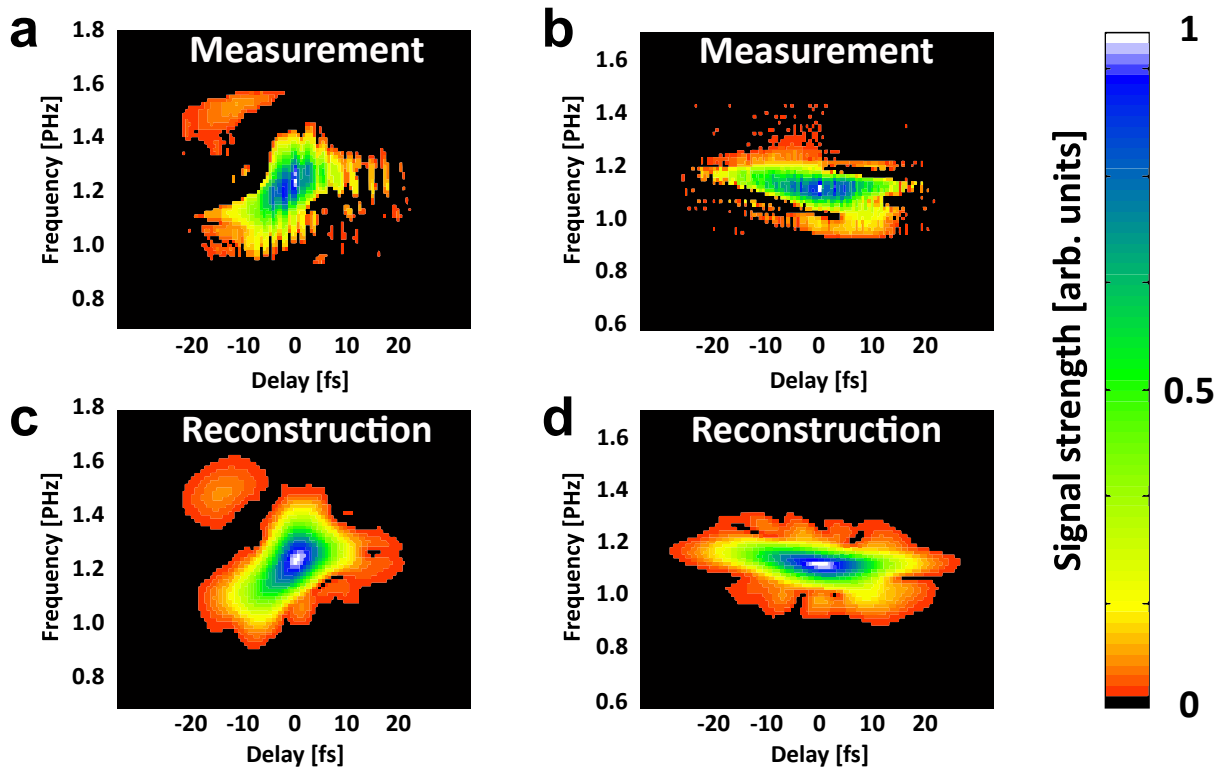 a
Measurement
Frequency [PHz]
1.8
1.6
1.4
1.2
1.0
0.8
-20 -10 0 10 20
Delay [fs]
b
Measurement
Frequency [PHz]
1.6
1.4
1.2
1.0
0.8
0.6
-20 -10 0 10 20
Delay [fs]
c
Reconstruction
Frequency [PHz]
1.8
1.6
1.4
1.2
1.0
0.8
-20 -10 0 10 20
Delay [fs]
d
Reconstruction
Frequency [PHz]
1.6
1.4
1.2
1.0
0.8
0.6
-20 -10 0 10 20
Delay [fs]
Signal strength [arb. units]
1
0.5
0